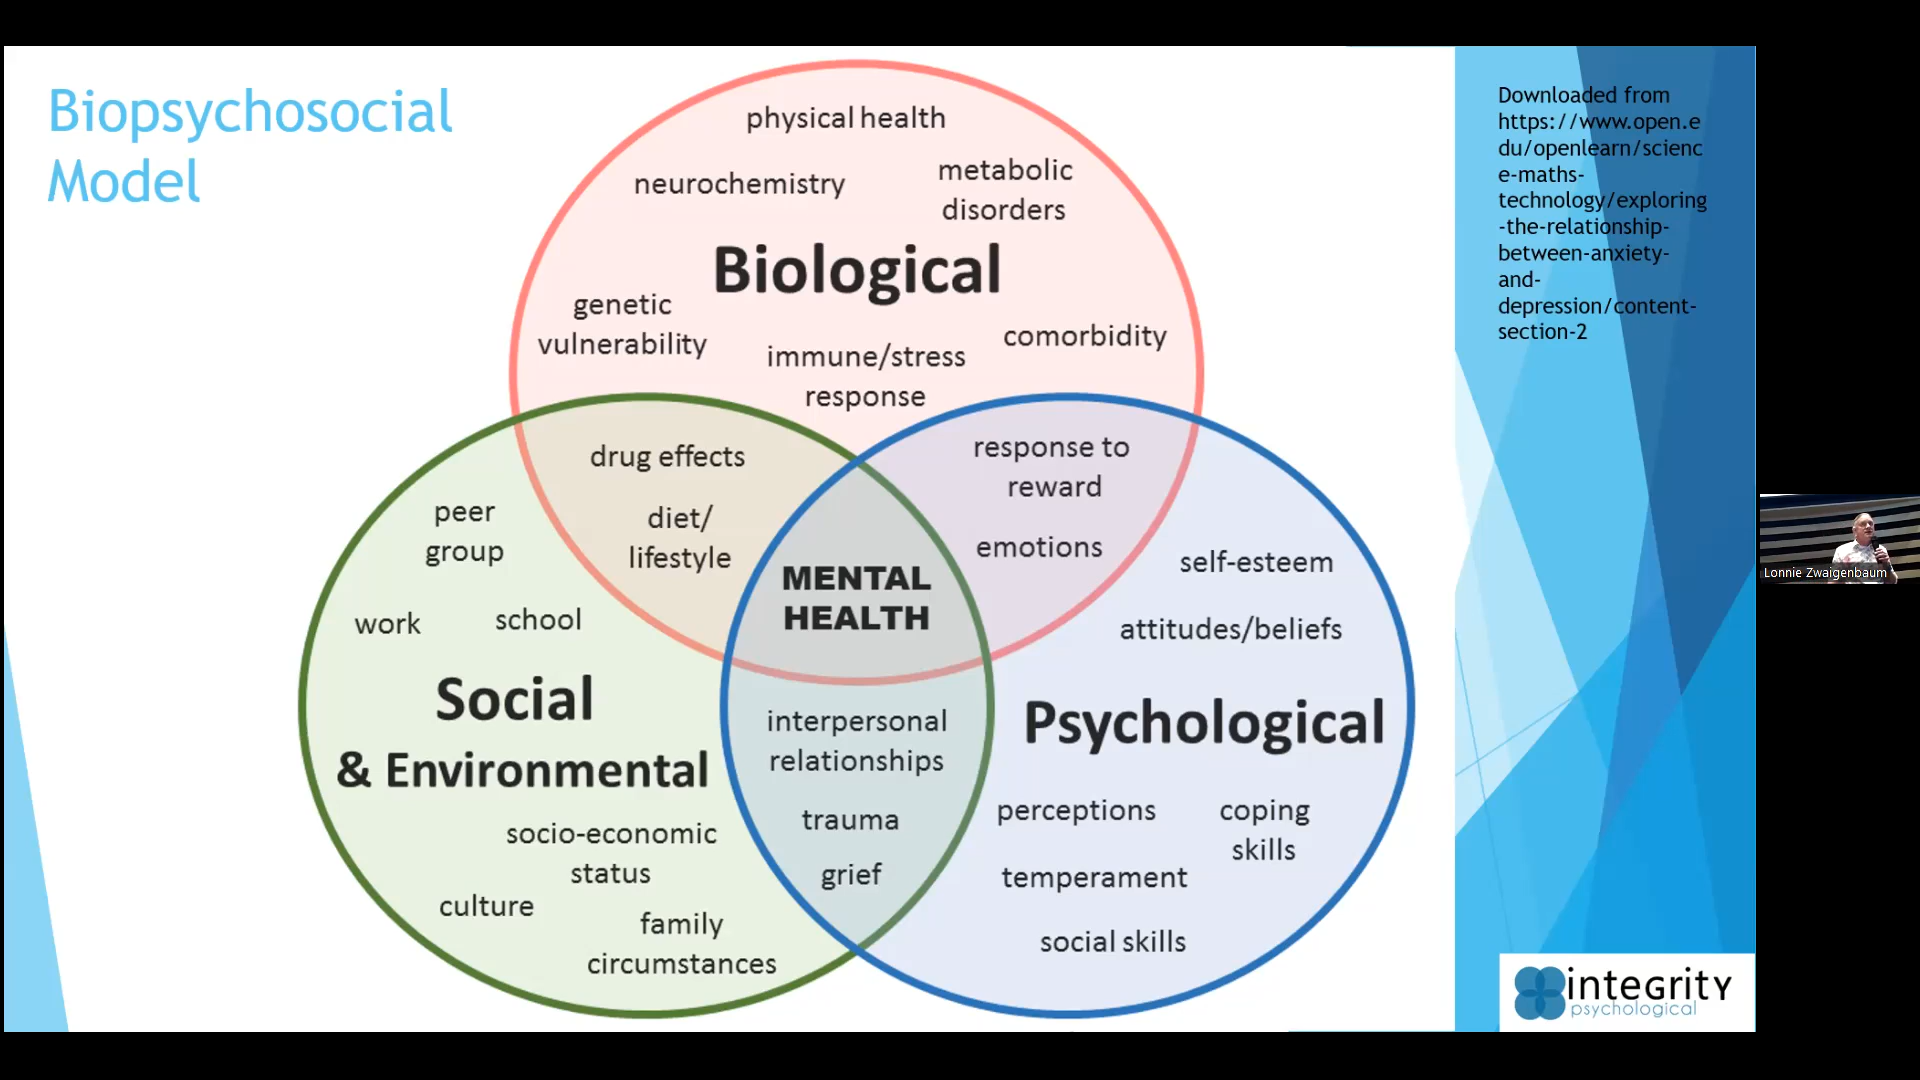 Biopsychosocial
Model
physical health
neurochemistry
metabolic
disorders
Biological
genetic
vulnerability
immune/stress
response
comorbidity
drug effects
diet/
lifestyle
response to
reward
emotions
MENTAL
HEALTH
peer
group
work
school
Social
& Environmental
socio-economic
status
culture
family
circumstances
interpersonal
relationships
trauma
grief
self-esteem
attitudes/beliefs
Psychological
perceptions
coping
skills
temperament
social skills
Downloaded from
https://www.open.e
du/openlearn/scienc
e-maths-
technology/exploring
-the-relationship-
between-anxiety-
and-
depression/content-
section-2
Lonnie Zwaigenbaum
integrity
psychological